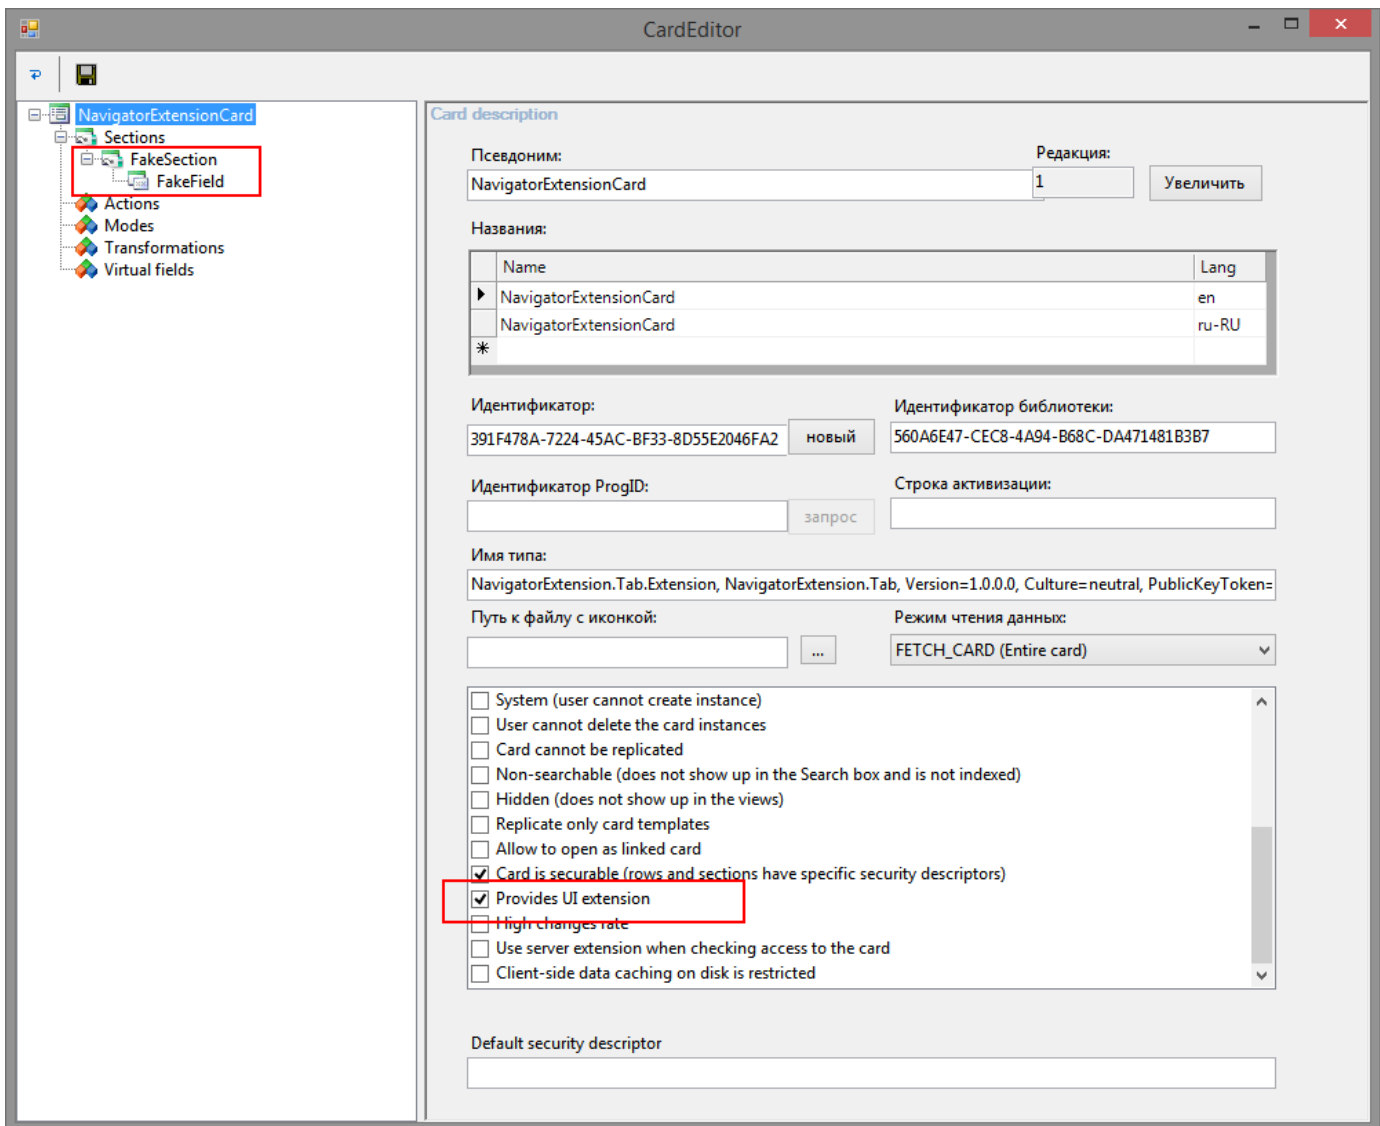 CardEditor
NavigatorExtensionCard
Sections
FakeSection
FakeField
Actions
Modes
Transformations
Virtual fields
Card description
Псевдоним:
Редакция:
NavigatorExtensionCard
1
Увеличить
Названия:
Name Lang
NavigatorExtensionCard en
NavigatorExtensionCard ru-RU
Идентификатор:
Идентификатор библиотеки:
391F478A-7224-45AC-BF33-8D55E2046FA2
новый
560A6E47-CEC8-4A94-B68C-DA471481B3B7
Идентификатор ProgID:
Строка активизации:
запрос
Имя типа:
NavigatorExtension.Tab.Extension, NavigatorExtension.Tab, Version=1.0.0.0, Culture=neutral, PublicKeyToken=
Путь к файлу с иконкой:
Режим чтения данных:
...
FETCH_CARD (Entire card)
System (user cannot create instance)
User cannot delete the card instances
Card cannot be replicated
Non-searchable (does not show up in the Search box and is not indexed)
Hidden (does not show up in the views)
Replicate only card templates
Allow to open as linked card
Card is securable (rows and sections have specific security descriptors)
Provides UI extension
High changes rate
Use server extension when checking access to the card
Client-side data caching on disk is restricted
Default security descriptor